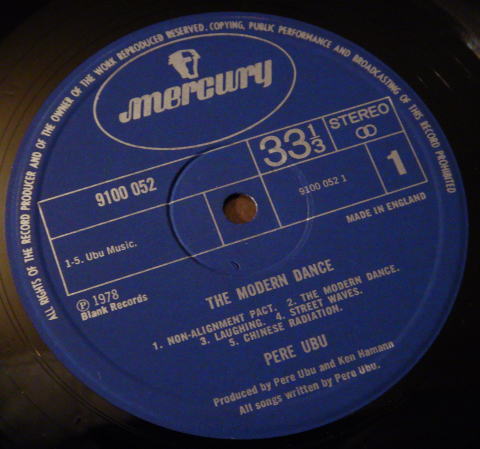 ALL RIGHTS OF THE RECORD PRODUCER AND OF THE OWNER OF THE WORK REPRODUCED RESERVED. COPYING, PUBLIC PERFORMANCE AND BROADCASTING OF THIS RECORD PROHIBITED
mercury
9100 052
33 1/3
STEREO
1-5. Ubu Music.
9100 052 1
1
MADE IN ENGLAND
Ⓟ 1978
Blank Records
THE MODERN DANCE
1. NON-ALIGNMENT PACT. 2. THE MODERN DANCE.
3. LAUGHING. 4. STREET WAVES.
5. CHINESE RADIATION.
PERE UBU
Produced by Pere Ubu and Ken Hamann
All songs written by Pere Ubu.